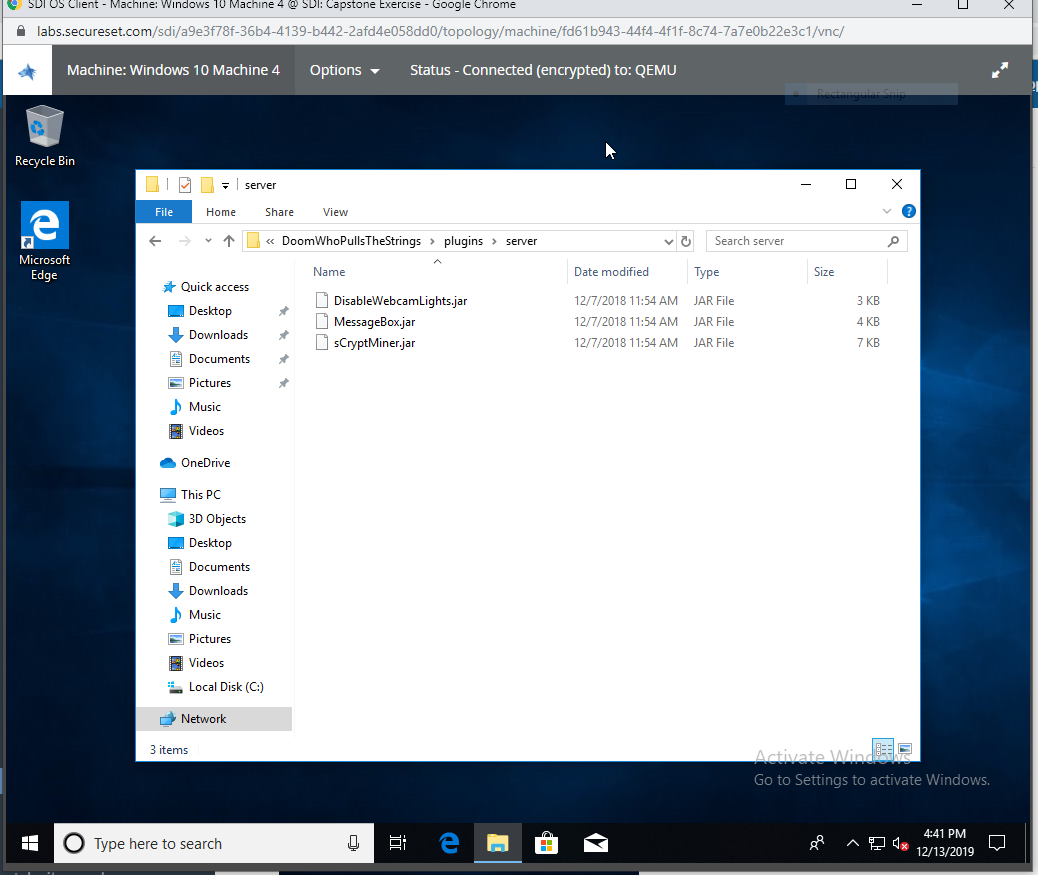 SDI OS Client - Machine: Windows 10 Machine 4 @ SDI: Capstone Exercise - Google Chrome
labs.secureset.com/sdi/a9e3f78f-36b4-4139-b442-2afd4e058dd0/topology/machine/fd61b943-44f4-4f1f-8c74-7a7e0b22e3c1/vnc/
Machine: Windows 10 Machine 4 Options Status - Connected (encrypted) to: QEMU
Rectangular Snip
Recycle Bin
Microsoft
Edge
server
File Home Share View
« DoomWhoPullsTheStrings > plugins > server Search server
Name Date modified Type Size
DisableWebcamLights.jar 12/7/2018 11:54 AM JAR File 3 KB
MessageBox.jar 12/7/2018 11:54 AM JAR File 4 KB
sCryptMiner.jar 12/7/2018 11:54 AM JAR File 7 KB
Quick access
Desktop
Downloads
Documents
Pictures
Music
Videos
OneDrive
This PC
3D Objects
Desktop
Documents
Downloads
Music
Pictures
Videos
Local Disk (C:)
Network
3 items
Activate Windows
Go to Settings to activate Windows.
Type here to search
4:41 PM
12/13/2019